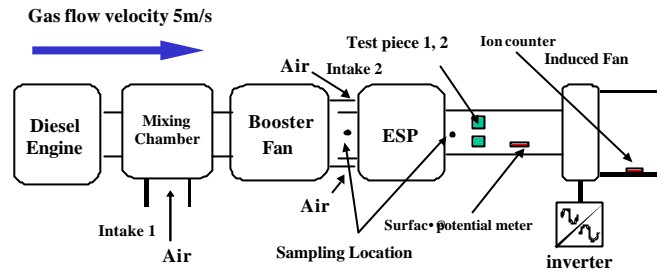 Gas flow velocity 5m/s
Test piece 1, 2
Ion counter
Induced Fan
Air
Intake 2
Diesel
Engine
Mixing
Chamber
Booster
Fan
ESP
Air
Intake 1
Air
Sampling Location
Surfac•@potential meter
inverter